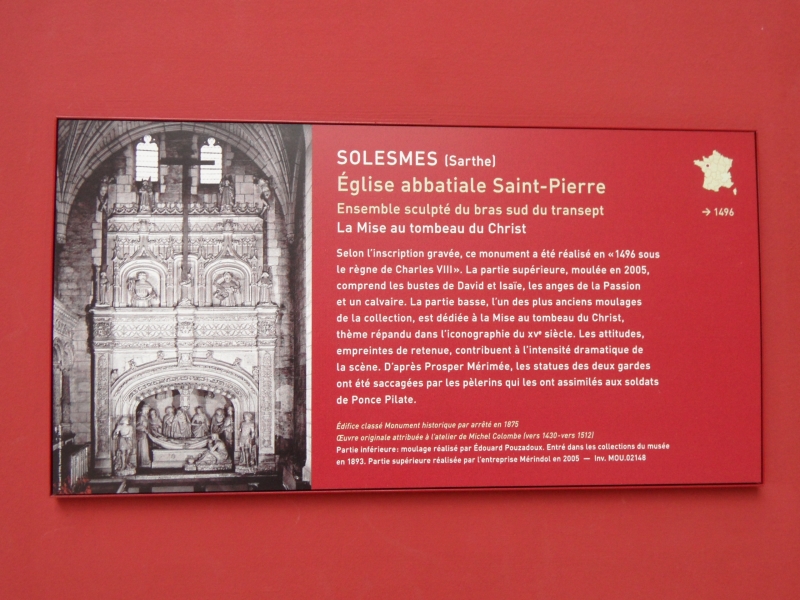 SOLESMES (Sarthe)
Église abbatiale Saint-Pierre
Ensemble sculpté du bras sud du transept
La Mise au tombeau du Christ
→ 1496
Selon l'inscription gravée, ce monument a été réalisé en «1496 sous
le règne de Charles VIII». La partie supérieure, moulée en 2005,
comprend les bustes de David et Isaïe, les anges de la Passion
et un calvaire. La partie basse, l'un des plus anciens moulages
de la collection, est dédiée à la Mise au tombeau du Christ,
thème répandu dans l'iconographie du XVe siècle. Les attitudes,
empreintes de retenue, contribuent à l'intensité dramatique de
la scène. D'après Prosper Mérimée, les statues des deux gardes
ont été saccagées par les pèlerins qui les ont assimilés aux soldats
de Ponce Pilate.
Édifice classé Monument historique par arrêté en 1875
Œuvre originale attribuée à l'atelier de Michel Colombe (vers 1430-vers 1512)
Partie inférieure : moulage réalisé par Édouard Pouzadoux. Entré dans les collections du musée
en 1893. Partie supérieure réalisée par l'entreprise Mérindol en 2005 — Inv. MOU.02148